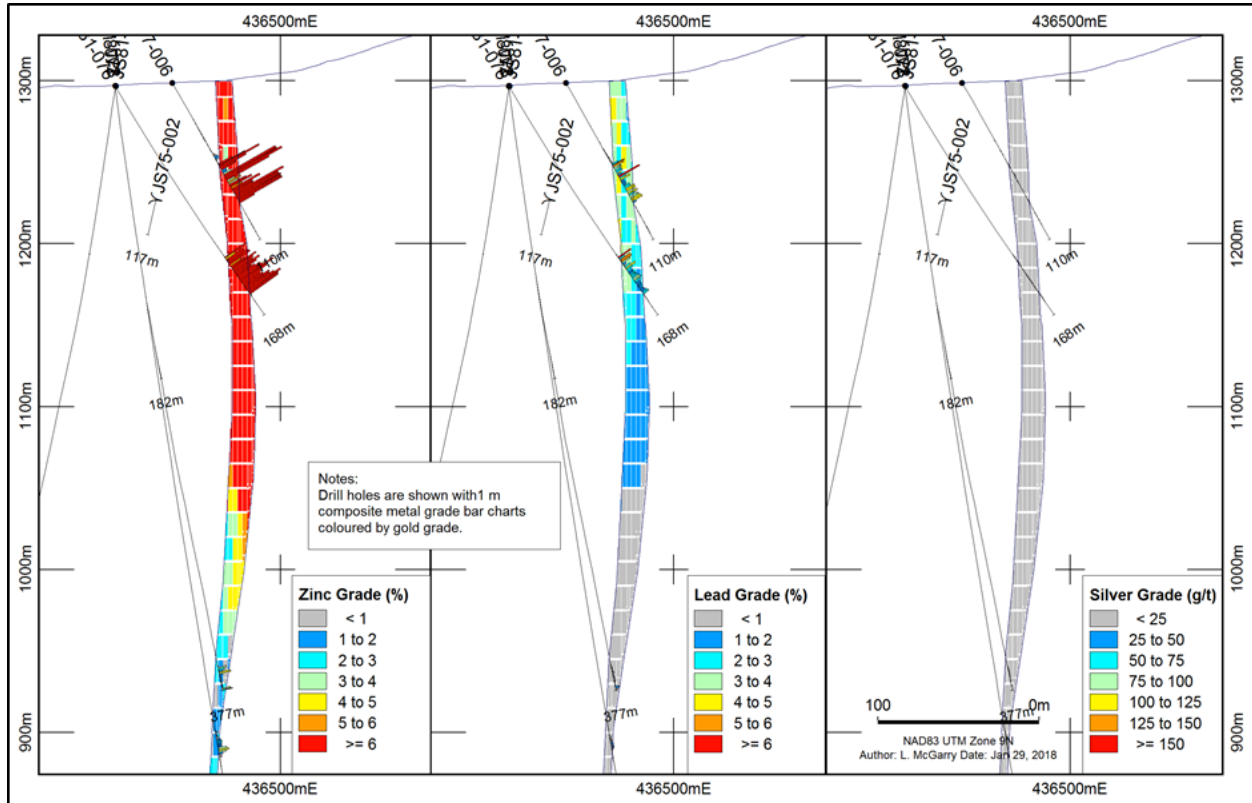 436500mE
436500mE
436500mE
7-006
7-006
1300m
1300m
YJS75-002
YJS75-002
YJS75-002
1200m
1200m
117m
110m
168m
117m
110m
168m
117m
110m
168m
1100m
1100m
182m
182m
182m
Notes:
Drill holes are shown with1 m
composite metal grade bar charts
coloured by gold grade.
1000m
1000m
Zinc Grade (%)
< 1
1 to 2
2 to 3
3 to 4
4 to 5
5 to 6
>= 6
Lead Grade (%)
< 1
1 to 2
2 to 3
3 to 4
4 to 5
5 to 6
>= 6
Silver Grade (g/t)
< 25
25 to 50
50 to 75
75 to 100
100 to 125
125 to 150
>= 150
377m
377m
377m
900m
900m
100 0m
NAD83 UTM Zone 9N
Author: L. McGarry Date: Jan 29, 2018
436500mE
436500mE
436500mE